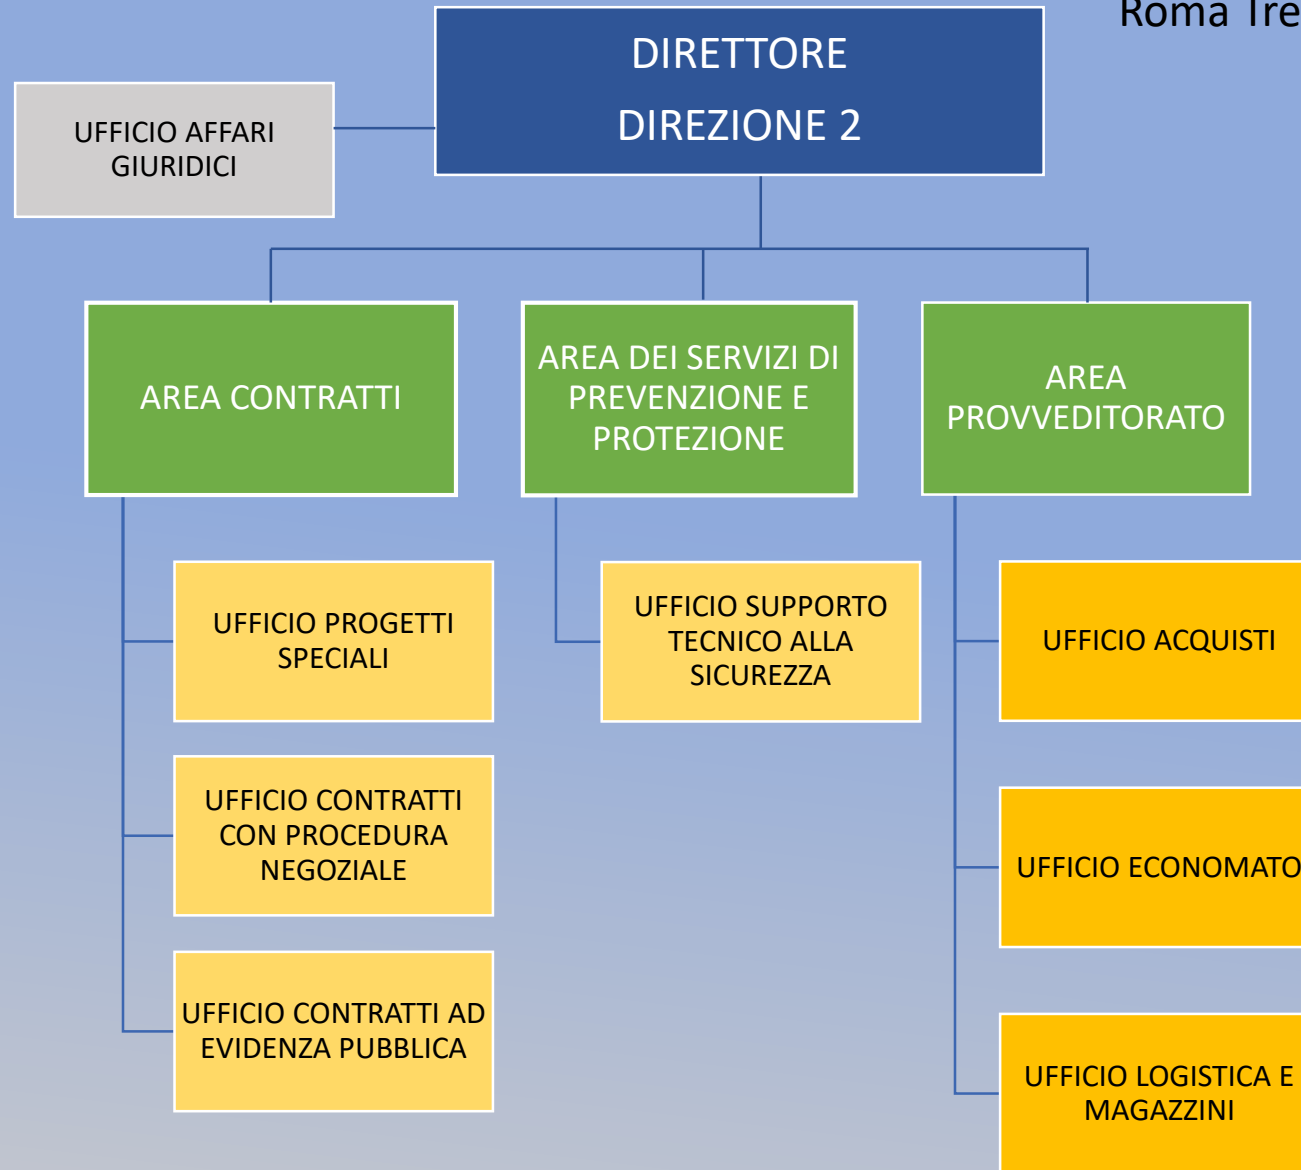 Roma Tre
DIRETTORE
DIREZIONE 2
UFFICIO AFFARI
GIURIDICI
AREA CONTRATTI
AREA DEI SERVIZI DI
PREVENZIONE E
PROTEZIONE
AREA
PROVVEDITORATO
UFFICIO PROGETTI
SPECIALI
UFFICIO CONTRATTI
CON PROCEDURA
NEGOZIALE
UFFICIO CONTRATTI AD
EVIDENZA PUBBLICA
UFFICIO SUPPORTO
TECNICO ALLA
SICUREZZA
UFFICIO ACQUISTI
UFFICIO ECONOMATO
UFFICIO LOGISTICA E
MAGAZZINI